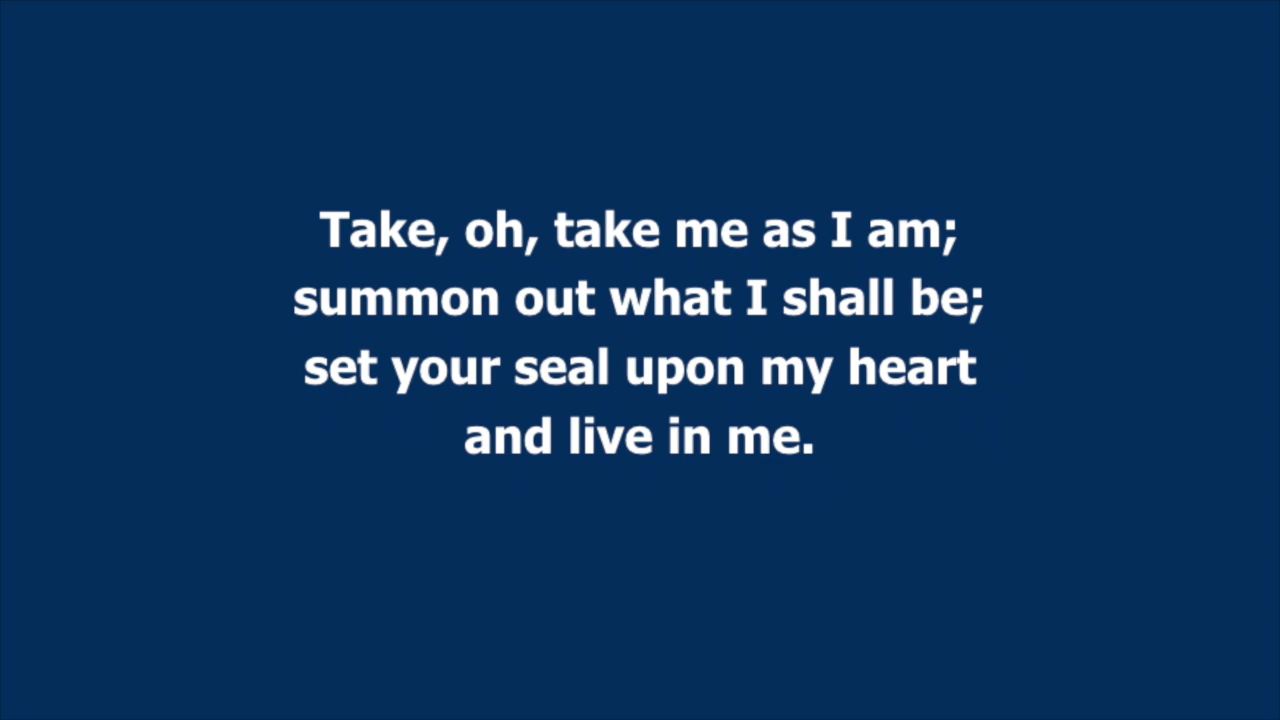 Take, oh, take me as I am;
summon out what I shall be;
set your seal upon my heart
and live in me.